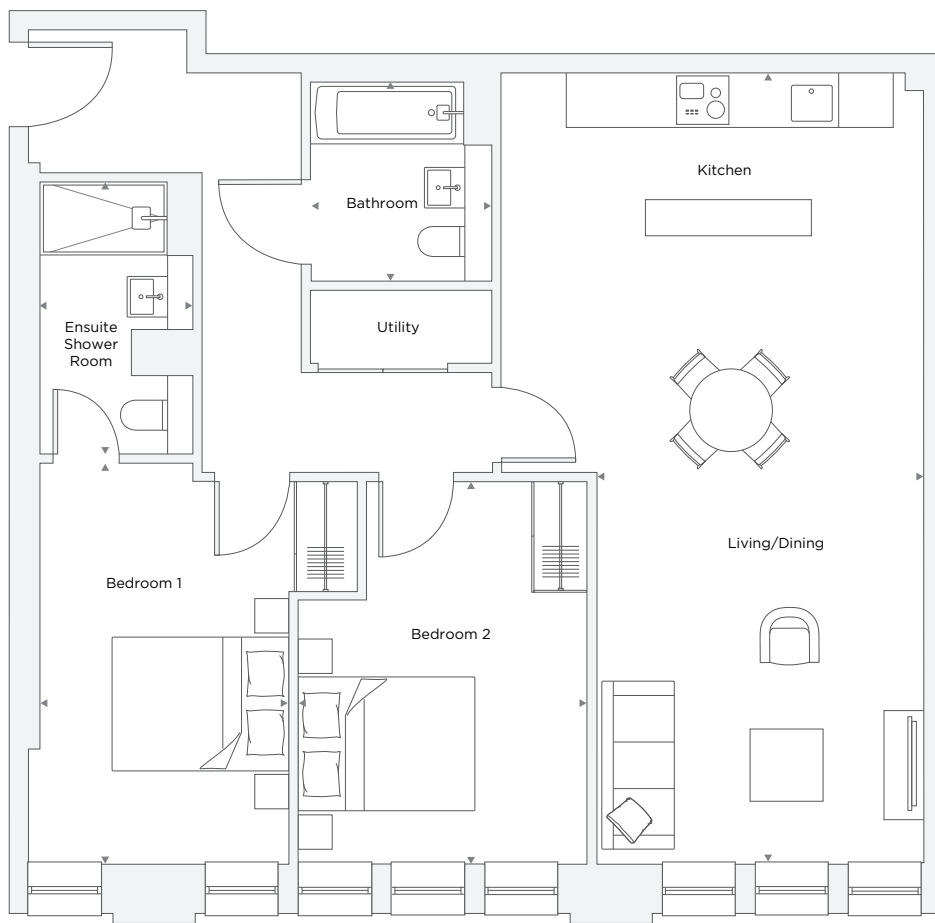 Kitchen
Bathroom
Utility
Ensuite
Shower
Room
Living/Dining
Bedroom 1
Bedroom 2